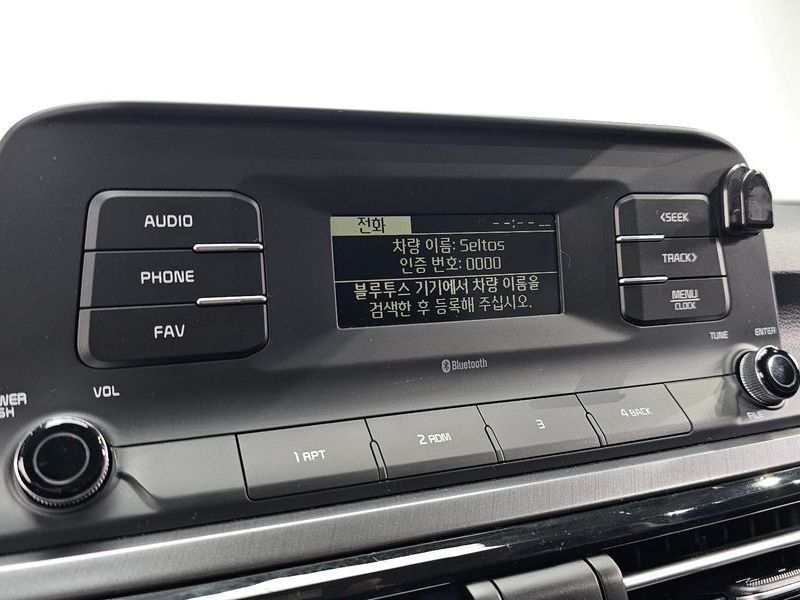 AUDIO
PHONE
FAV
전화
--:--
차량 이름: Seltos
인증 번호: 0000
블루투스 기기에서 차량 이름을
검색한 후 등록해 주십시오.
<SEEK
TRACK>
MENU
CLOCK
Bluetooth
VOL
TUNE
ENTER
FILE
1 RPT
2 RDM
3
4 BACK